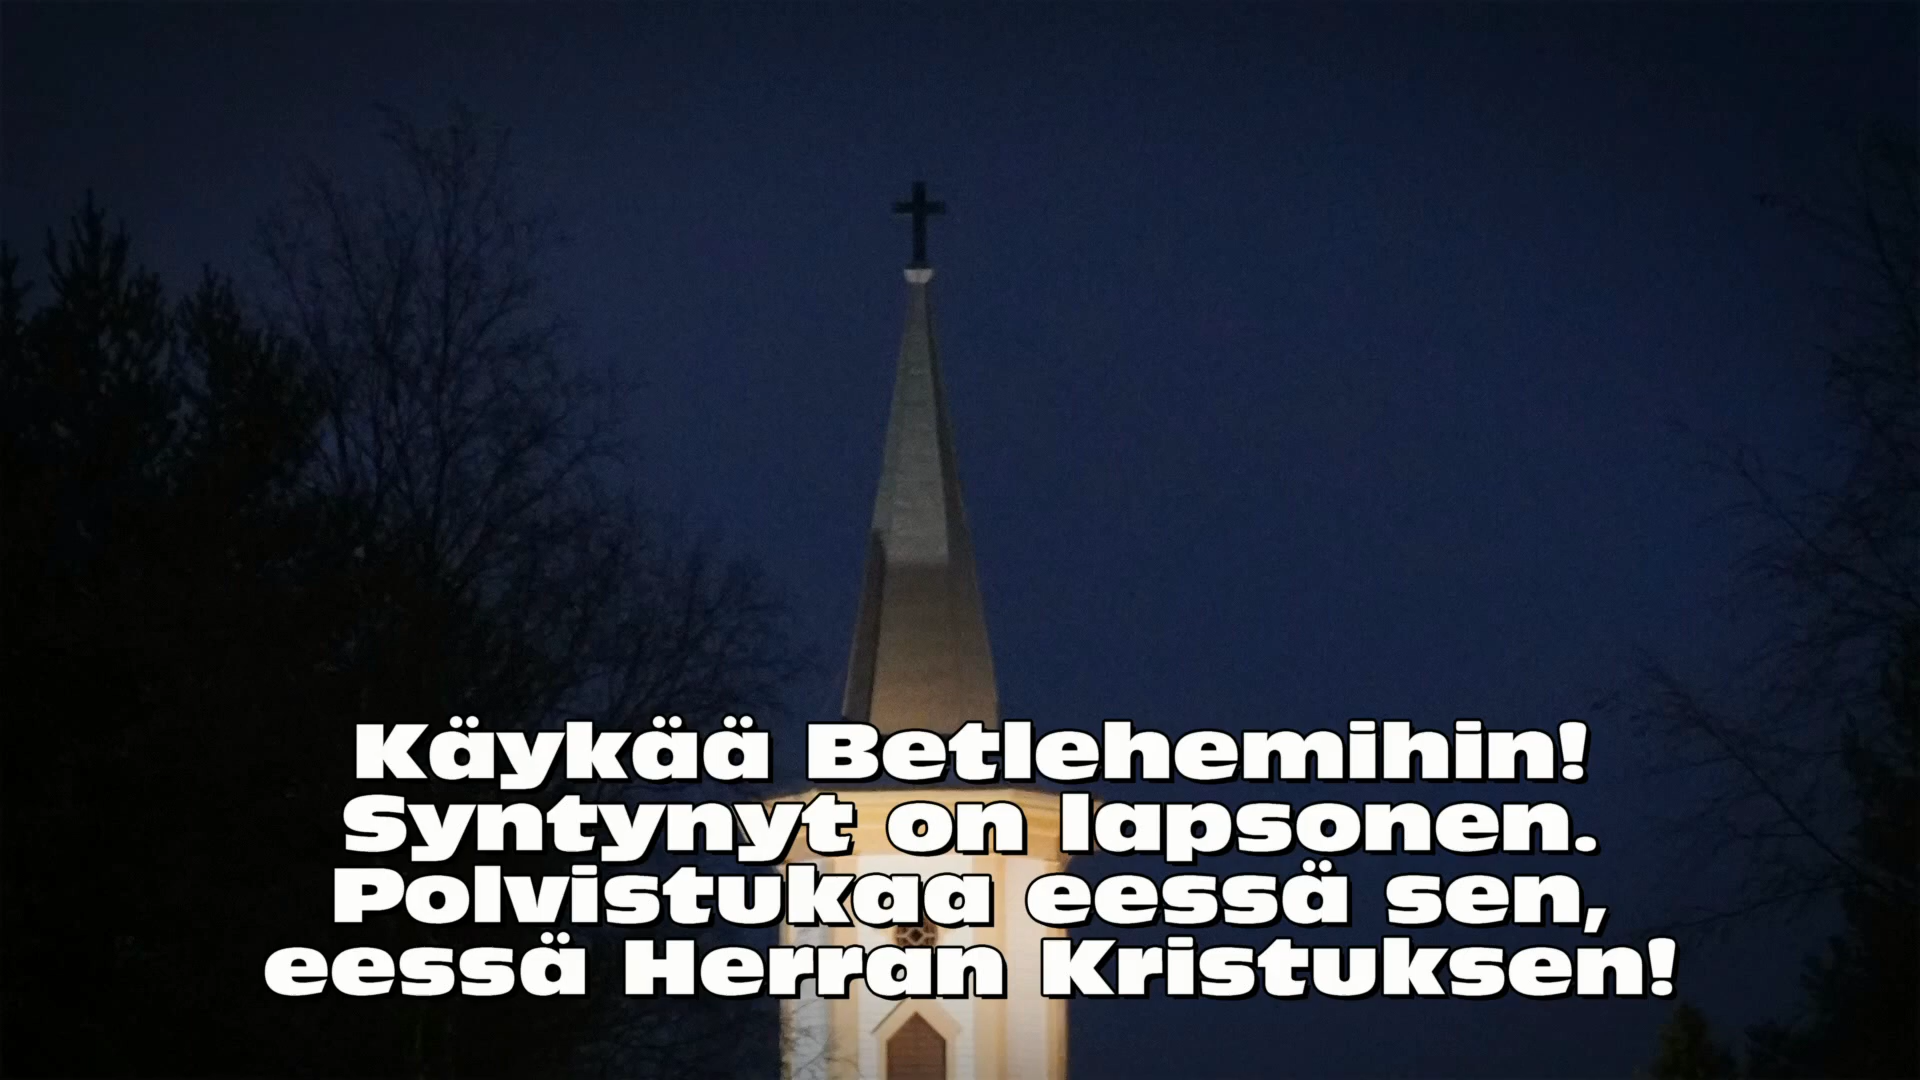 Käykää Betlehemihin!
Syntynyt on lapsonen.
Polvistukaa eessä sen,
eessä Herran Kristuksen!